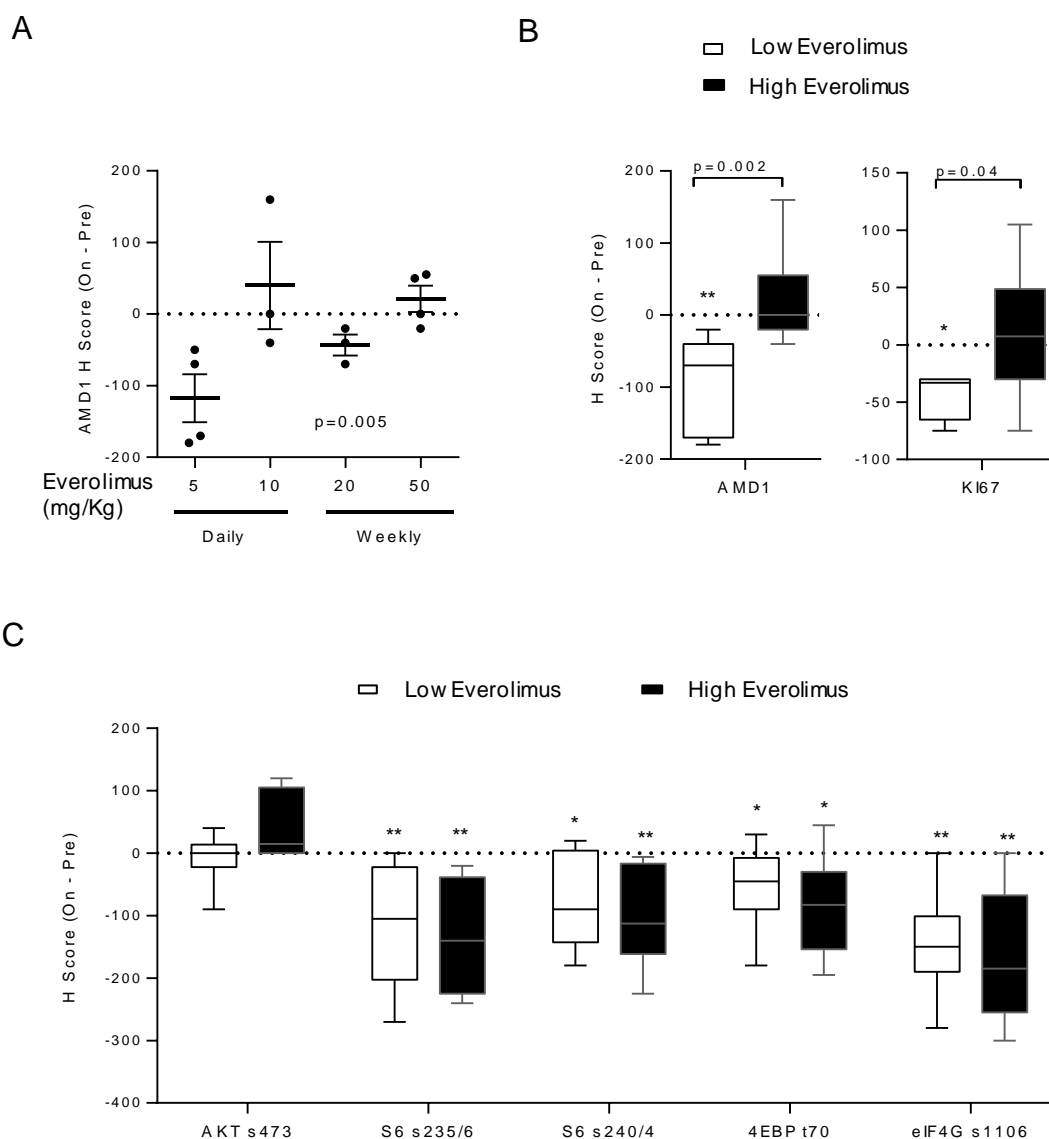 A
AMD1 H Score (On - Pre)
200
100
0
-100
-200
p=0.005
Everolimus
(mg/Kg)
5 10 20 50
Daily Weekly
B
Low Everolimus
High Everolimus
H Score (On - Pre)
200
100
0
-100
-200
p=0.002
**
AMD1
150
100
50
0
-50
-100
p=0.04
*
KI67
C
Low Everolimus High Everolimus
H Score (On - Pre)
200
100
0
-100
-200
-300
-400
** ** * ** * * ** **
AKT s473 S6 s235/6 S6 s240/4 4EBP t70 eIF4G s1106